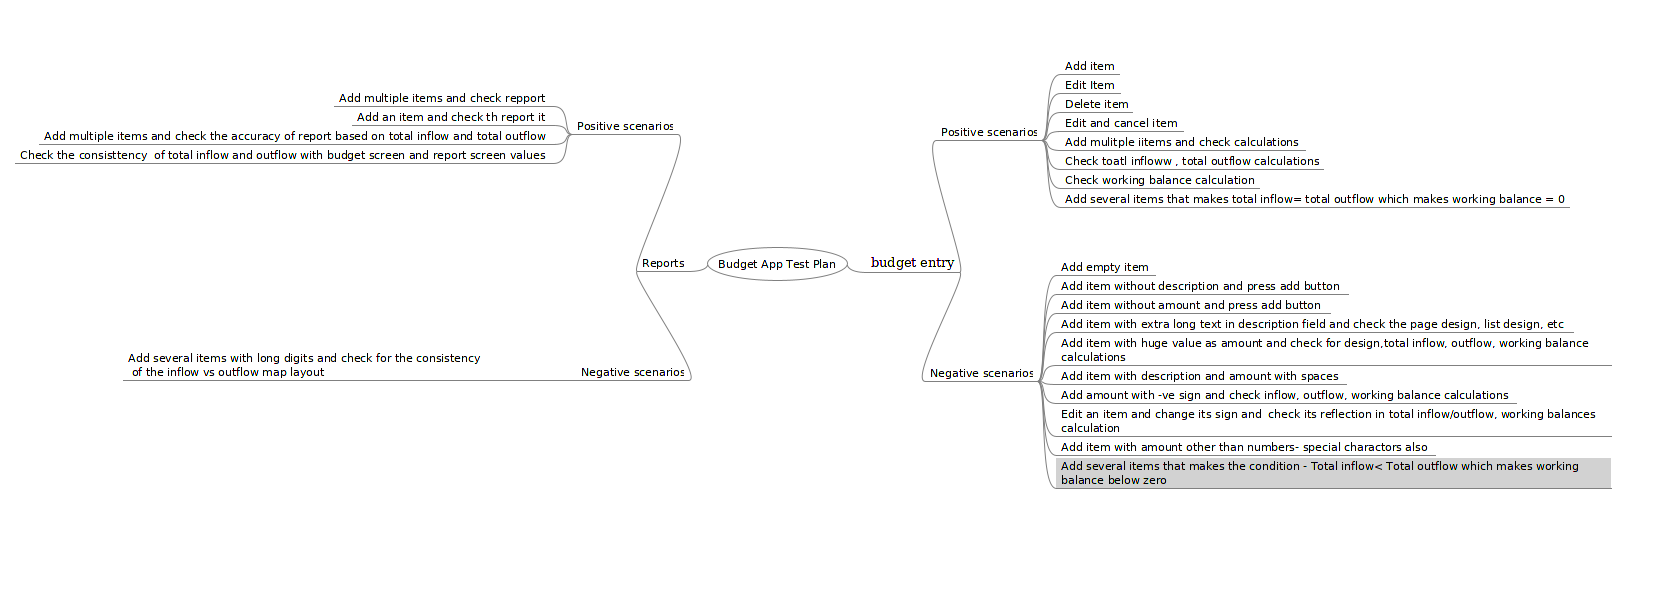 Add multiple items and check repport
Add an item and check th report it
Add multiple items and check the accuracy of report based on total inflow and total outflow
Check the consisttency  of total inflow and outflow with budget screen and report screen values
Positive scenarios
Reports
Add several items with long digits and check for the consistency
of the inflow vs outflow map layout
Negative scenarios
Budget App Test Plan
budget entry
Positive scenarios
Add item
Edit Item
Delete item
Edit and cancel item
Add mulitple iitems and check calculations
Check toatl infloww , total outflow calculations
Check working balance calculation
Add several items that makes total inflow= total outflow which makes working balance = 0
Negative scenarios
Add empty item
Add item without description and press add button
Add item without amount and press add button
Add item with extra long text in description field and check the page design, list design, etc
Add item with huge value as amount and check for design,total inflow, outflow, working balance
calculations
Add item with description and amount with spaces
Add amount with -ve sign and check inflow, outflow, working balance calculations
Edit an item and change its sign and  check its reflection in total inflow/outflow, working balances
calculation
Add item with amount other than numbers- special charactors also
Add several items that makes the condition - Total inflow< Total outflow which makes working
balance below zero